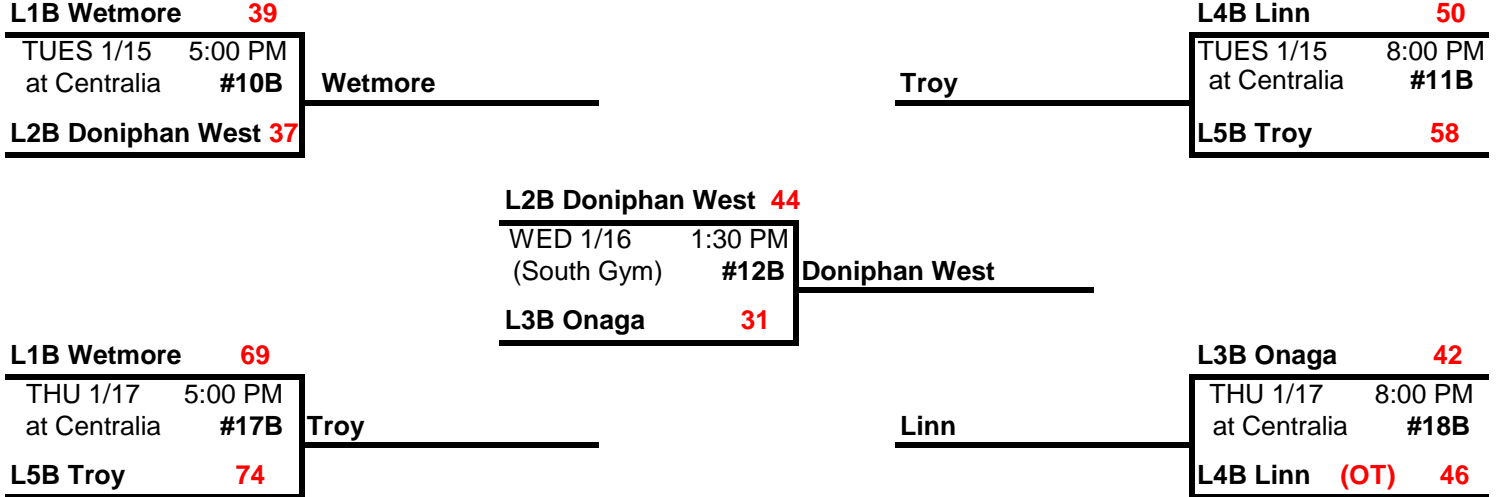 L1B Wetmore 39
TUES 1/15 5:00 PM
at Centralia #10B
Wetmore
L2B Doniphan West 37
L4B Linn 50
TUES 1/15 8:00 PM
at Centralia #11B
Troy
L5B Troy 58
L2B Doniphan West 44
WED 1/16 1:30 PM
(South Gym) #12B
Doniphan West
L3B Onaga 31
L1B Wetmore 69
THU 1/17 5:00 PM
at Centralia #17B
Troy
L5B Troy 74
L3B Onaga 42
THU 1/17 8:00 PM
at Centralia #18B
Linn
L4B Linn (OT) 46